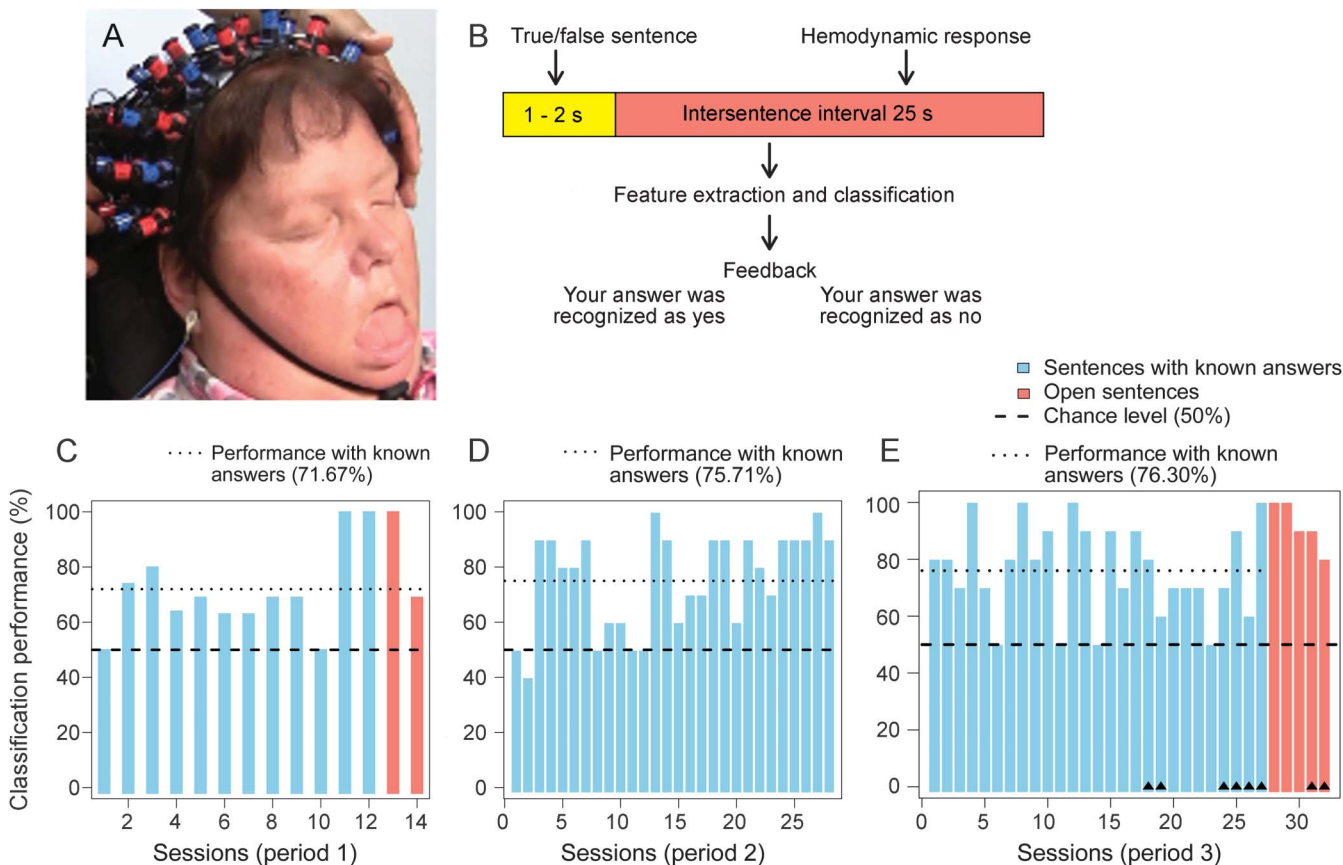 A
B
True/false sentence
Hemodynamic response
1 - 2 s
Intersentence interval 25 s
Feature extraction and classification
Feedback
Your answer was
recognized as yes
Your answer was
recognized as no
Sentences with known answers
Open sentences
Chance level (50%)
C
Performance with known
answers (71.67%)
D
Performance with known
answers (75.71%)
E
Performance with known
answers (76.30%)
Classification performance (%)
100
80
60
40
20
0
2 4 6 8 10 12 14
Sessions (period 1)
100
80
60
40
20
0
0 5 10 15 20 25
Sessions (period 2)
100
80
60
40
20
0
0 5 10 15 20 25 30
Sessions (period 3)